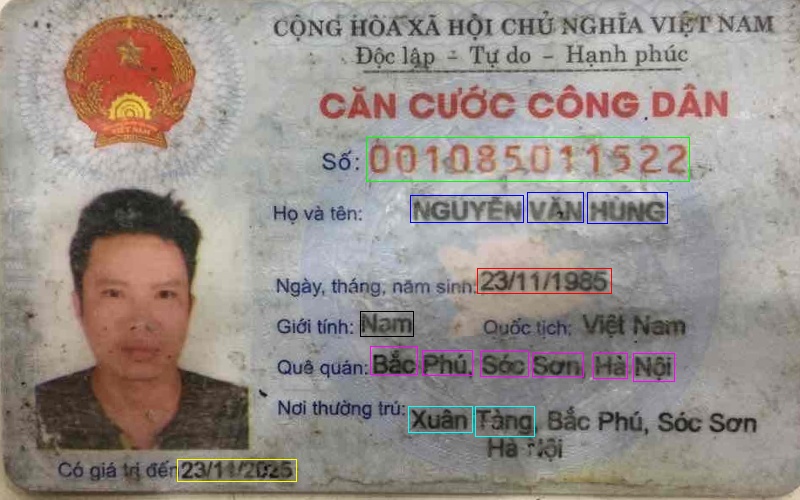 CỘNG HÒA XÃ HỘI CHỦ NGHĨA VIỆT NAM
Độc lập - Tự do - Hạnh phúc
CĂN CƯỚC CÔNG DÂN
VIỆT NAM
Số: 001085011522
Họ và tên: NGUYỄN VĂN HÙNG
Ngày, tháng, năm sinh: 23/11/1985
Giới tính: Nam Quốc tịch: Việt Nam
Quê quán: Bắc Phú, Sóc Sơn, Hà Nội
Nơi thường trú: Xuân Tàng, Bắc Phú, Sóc Sơn
Hà Nội
Có giá trị đến 23/11/2025